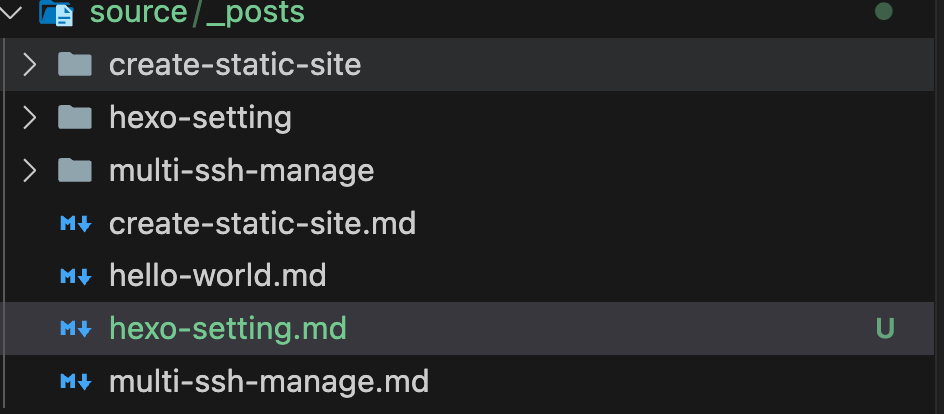 source/_posts
create-static-site
hexo-setting
multi-ssh-manage
create-static-site.md
hello-world.md
hexo-setting.md U
multi-ssh-manage.md